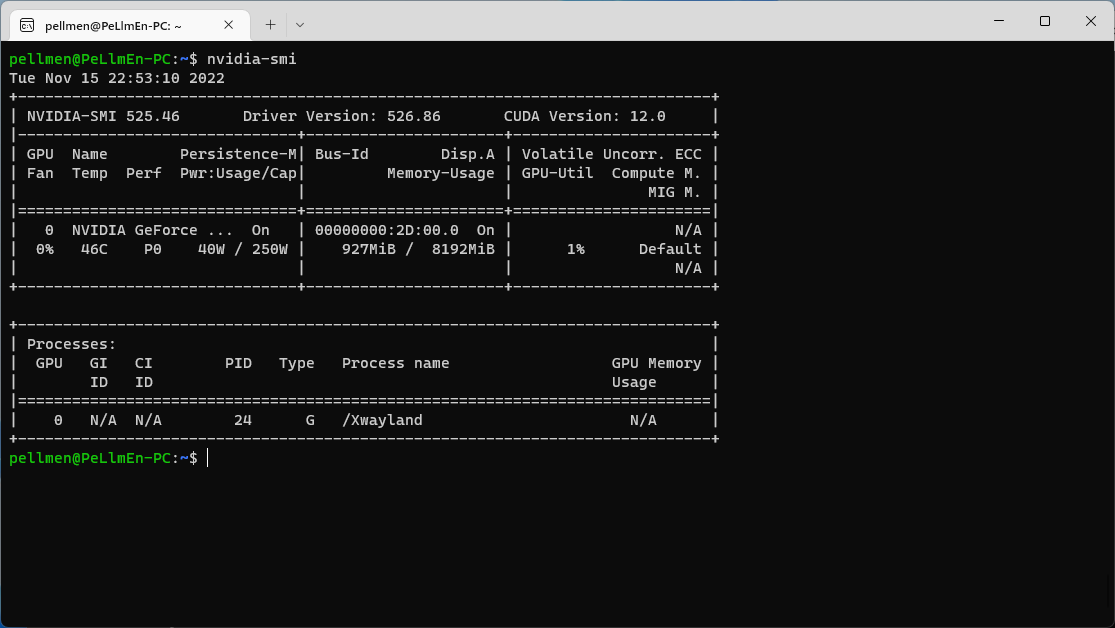 pellmen@PeLlmEn-PC: ~
pellmen@PeLlmEn-PC:~$ nvidia-smi
Tue Nov 15 22:53:10 2022
+-----------------------------------------------------------------------------+
| NVIDIA-SMI 525.46       Driver Version: 526.86       CUDA Version: 12.0     |
|-------------------------------+----------------------+----------------------+
| GPU  Name        Persistence-M| Bus-Id        Disp.A | Volatile Uncorr. ECC |
| Fan  Temp  Perf  Pwr:Usage/Cap|         Memory-Usage | GPU-Util  Compute M. |
|                               |                      |               MIG M. |
|===============================+======================+======================|
|   0  NVIDIA GeForce ...  On   | 00000000:2D:00.0  On |                  N/A |
|  0%   46C    P0    40W / 250W |    927MiB /  8192MiB |      1%      Default |
|                               |                      |                  N/A |
+-------------------------------+----------------------+----------------------+
+-----------------------------------------------------------------------------+
| Processes:                                                                  |
|  GPU   GI   CI        PID   Type   Process name                  GPU Memory |
|        ID   ID                                                   Usage      |
|=============================================================================|
|    0   N/A  N/A        24      G   /Xwayland                       N/A      |
+-----------------------------------------------------------------------------+
pellmen@PeLlmEn-PC:~$